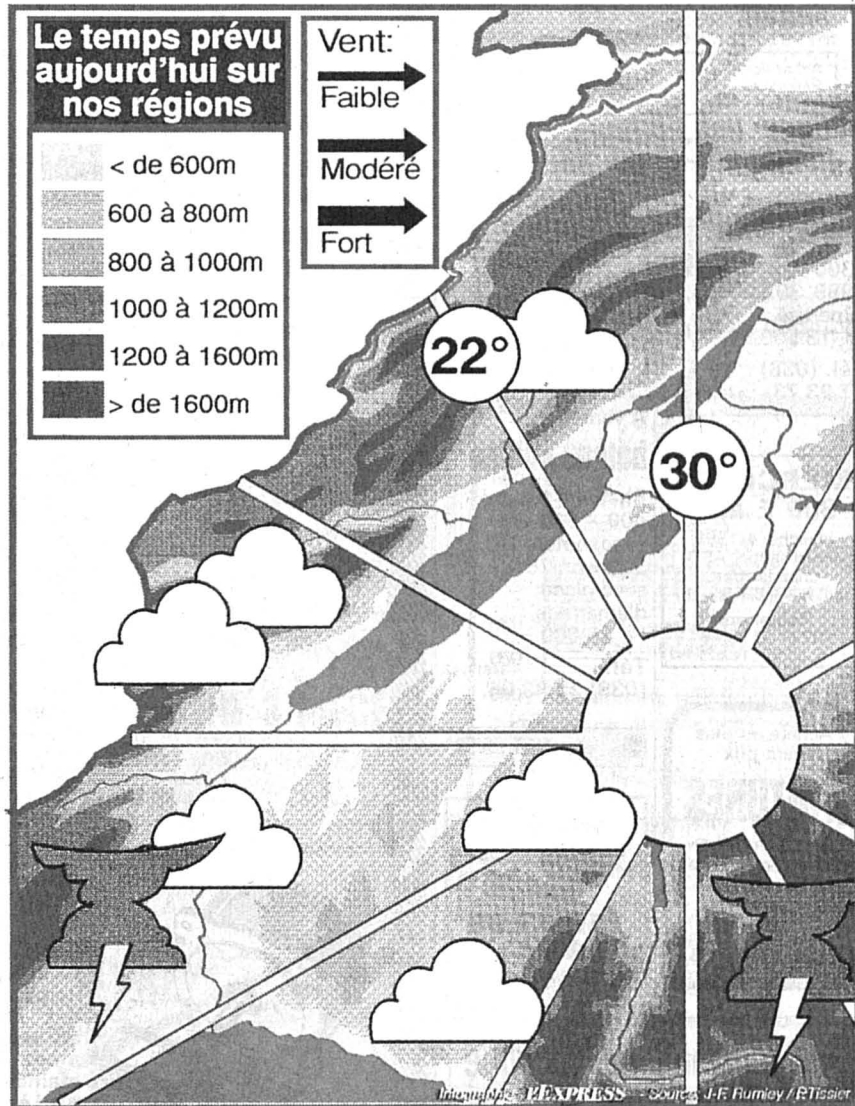 Le temps prévu
aujourd'hui sur
nos régions
< de 600m
600 à 800m
800 à 1000m
1000 à 1200m
1200 à 1600m
> de 1600m
Vent:
Faible
Modéré
Fort
22°
30°
Infographie L'EXPRESS - Source: J-F. Rumley / P. Tissier